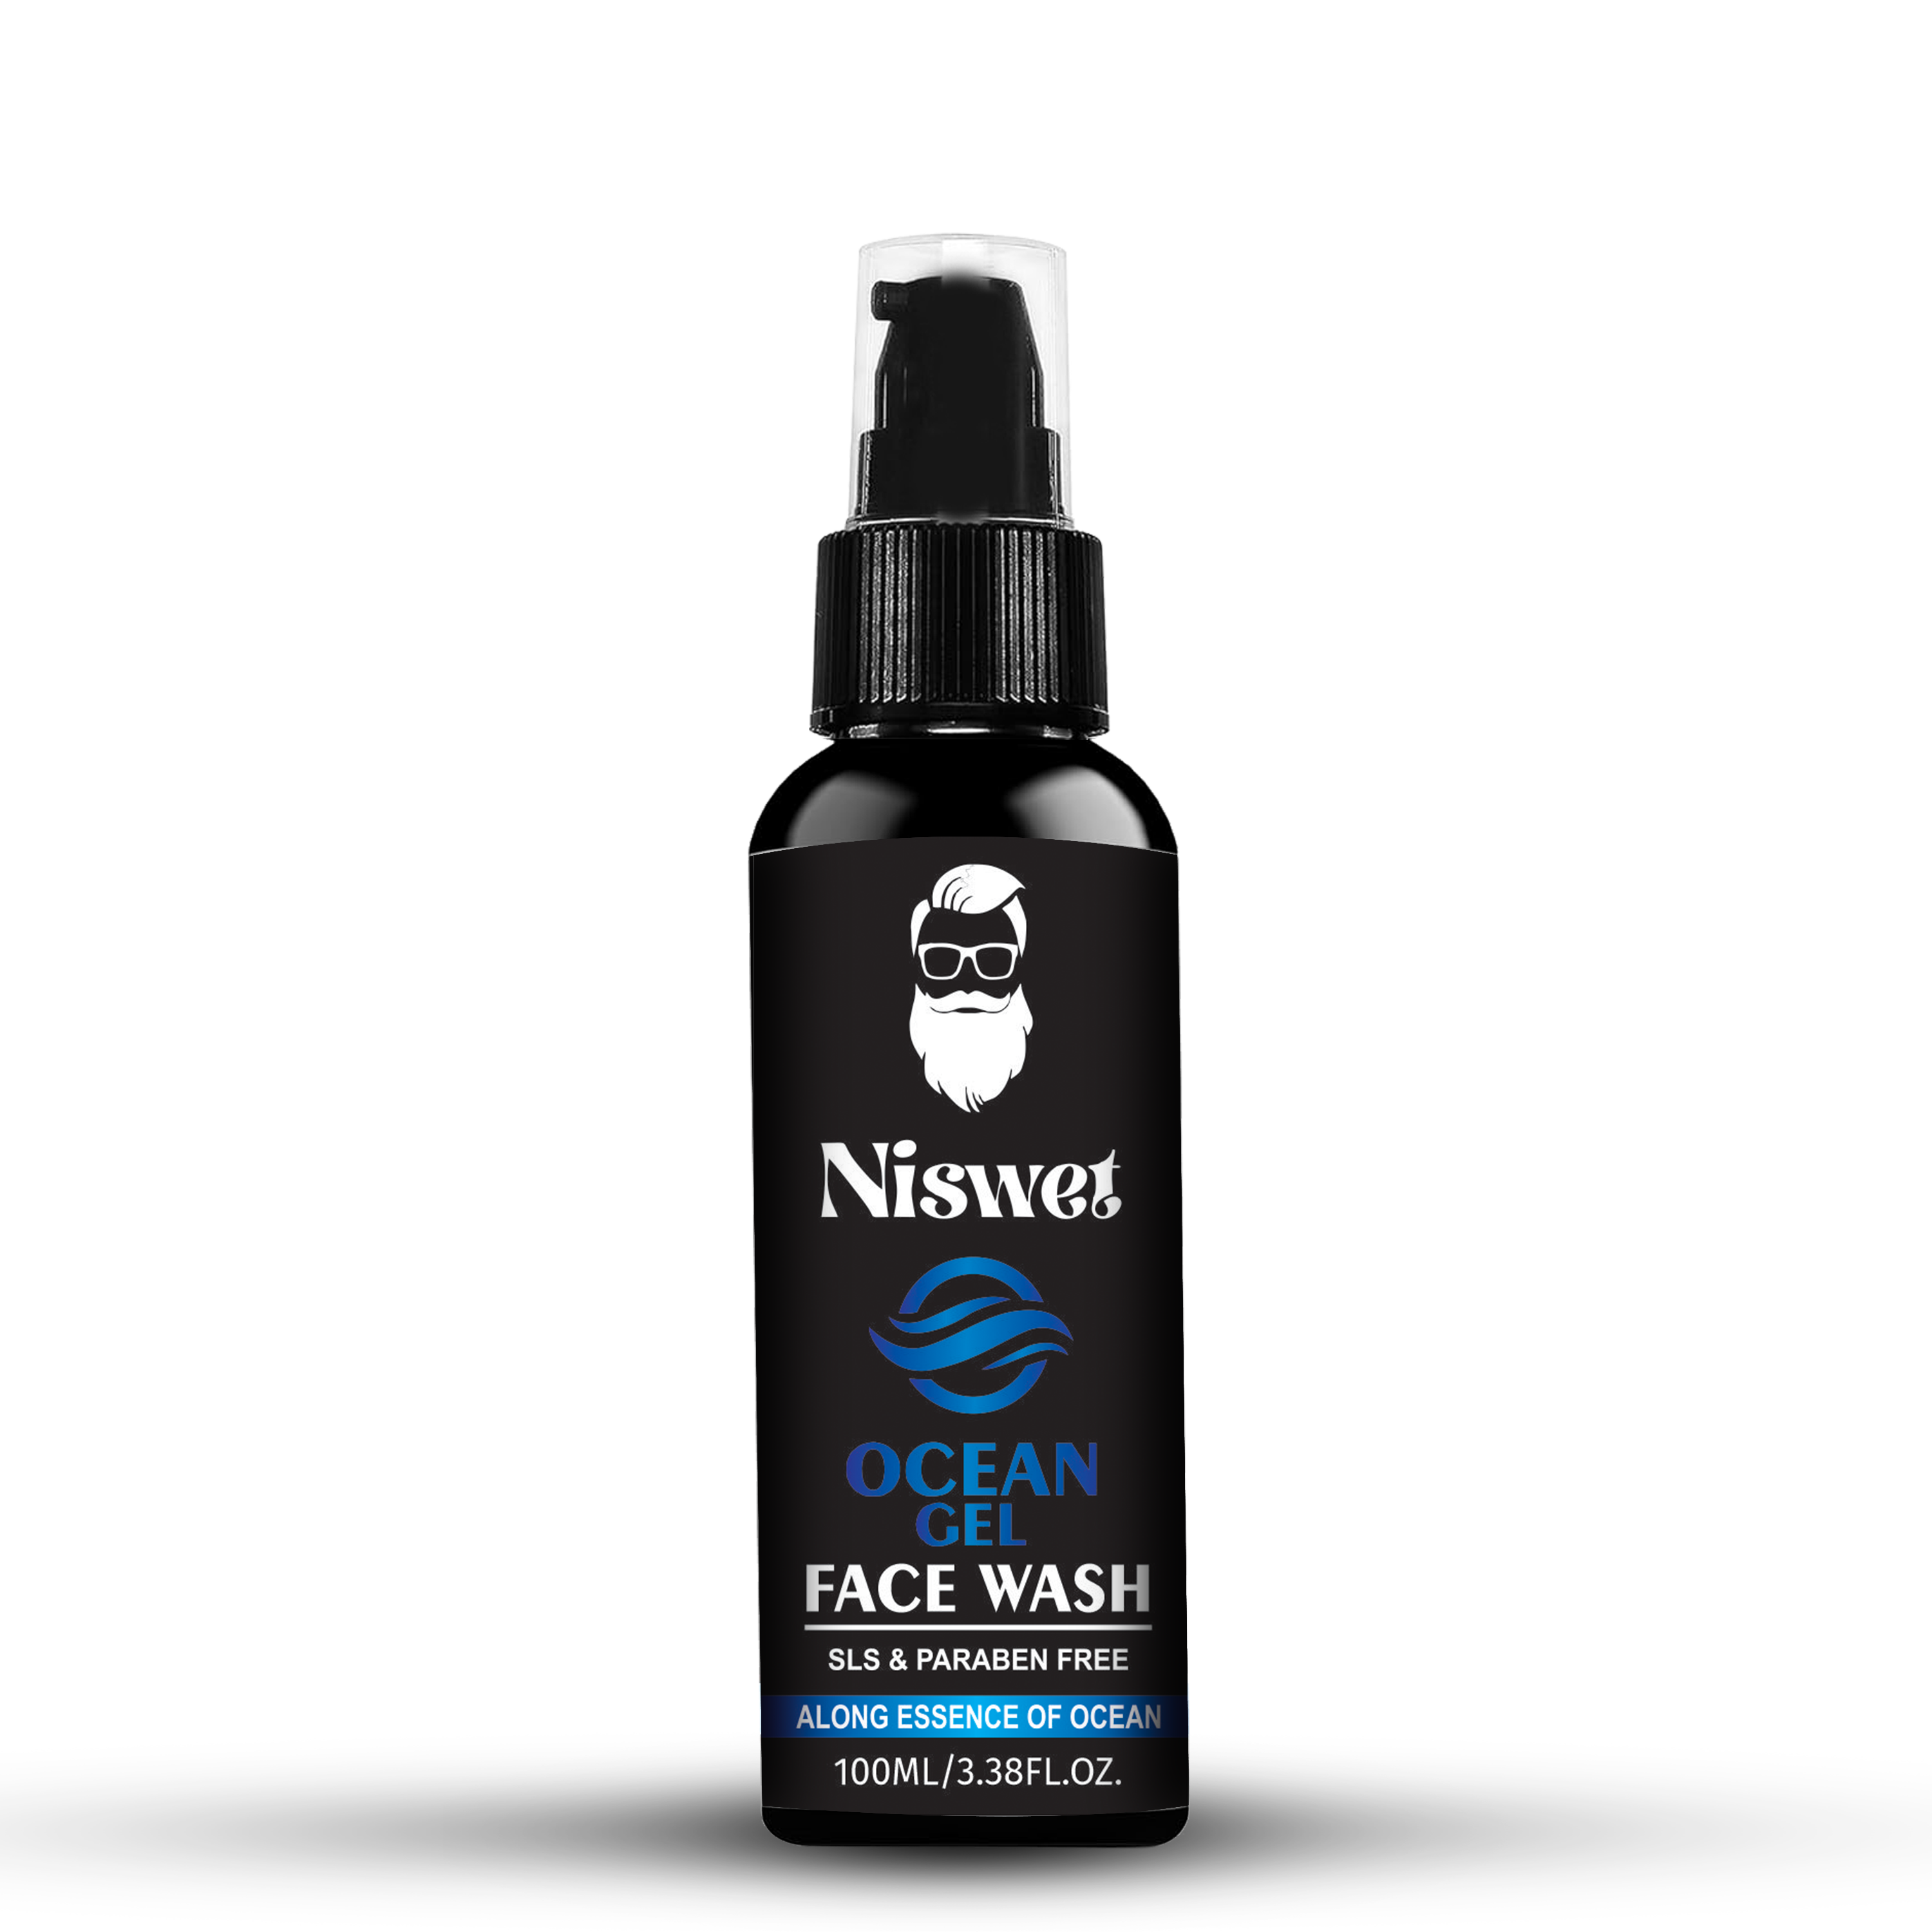 Niswet
OCEAN
GEL
FACE WASH
SLS & PARABEN FREE
ALONG ESSENCE OF OCEAN
100ML/3.38FL.OZ.